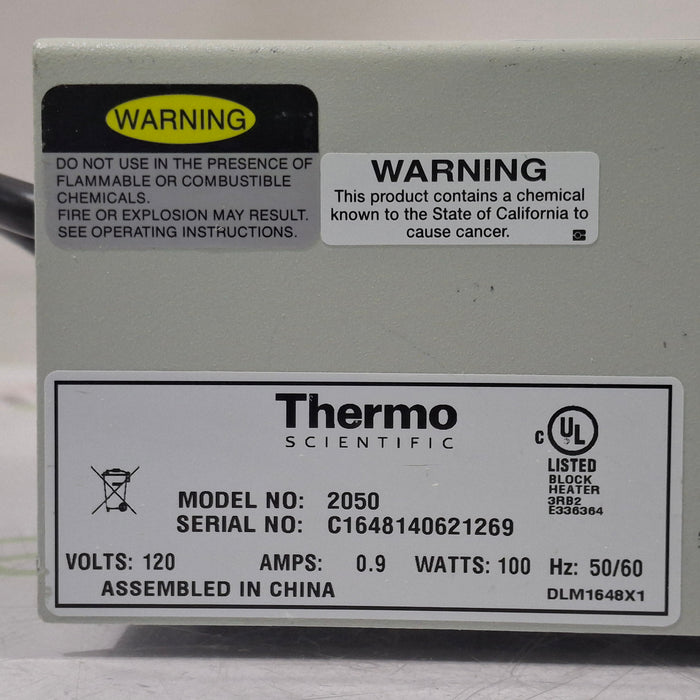 WARNING
DO NOT USE IN THE PRESENCE OF
FLAMMABLE OR COMBUSTIBLE
CHEMICALS.
FIRE OR EXPLOSION MAY RESULT.
SEE OPERATING INSTRUCTIONS.
WARNING
This product contains a chemical
known to the State of California to
cause cancer.
Thermo
SCIENTIFIC
C UL
LISTED
BLOCK
HEATER
3RB2
E336364
MODEL NO: 2050
SERIAL NO: C1648140621269
VOLTS: 120 AMPS: 0.9 WATTS: 100 Hz: 50/60
ASSEMBLED IN CHINA
DLM1648X1